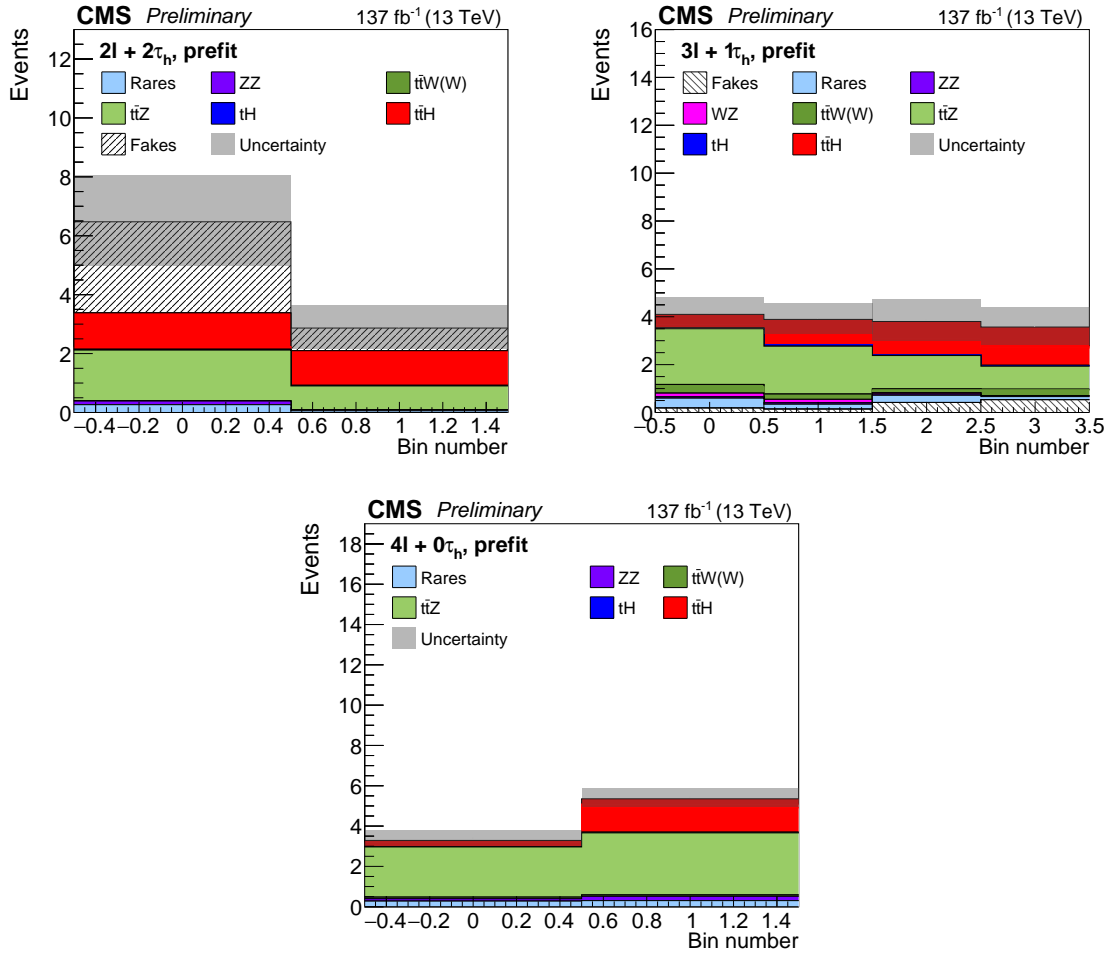 CMS Preliminary 137 fb⁻¹ (13 TeV)
Events
2l + 2τₕ, prefit
Rares ZZ tt̄W(W)
tt̄Z tH tt̄H
Fakes Uncertainty
12
10
8
6
4
2
0
−0.4 −0.2 0 0.2 0.4 0.6 0.8 1 1.2 1.4
Bin number
CMS Preliminary 137 fb⁻¹ (13 TeV)
Events
3l + 1τₕ, prefit
Fakes Rares ZZ
WZ tt̄W(W) tt̄Z
tH tt̄H Uncertainty
16
14
12
10
8
6
4
2
0
−0.5 0 0.5 1 1.5 2 2.5 3 3.5
Bin number
CMS Preliminary 137 fb⁻¹ (13 TeV)
Events
4l + 0τₕ, prefit
Rares ZZ tt̄W(W)
tt̄Z tH tt̄H
Uncertainty
18
16
14
12
10
8
6
4
2
0
−0.4 −0.2 0 0.2 0.4 0.6 0.8 1 1.2 1.4
Bin number